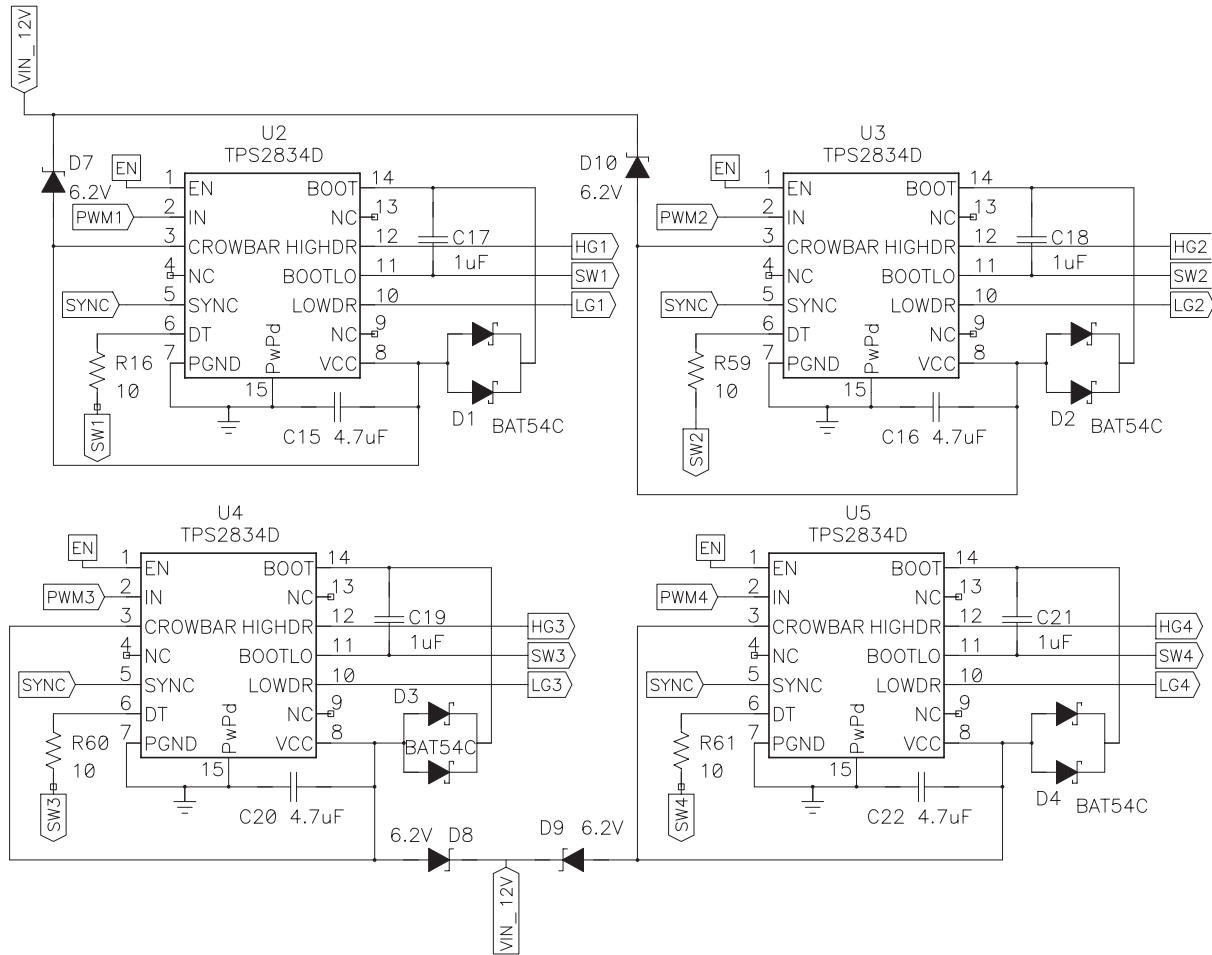 VIN_12V
U2
TPS2834D
D7
6.2V
EN
PWM1
SYNC
1
2
3
4
5
6
7
EN
IN
CROWBAR
NC
SYNC
DT
PGND
BOOT
NC
HIGHDR
BOOTLO
LOWDR
NC
VCC
PwPd
14
13
12
11
10
9
8
15
C17
1uF
HG1
SW1
LG1
R16
10
SW1
C15 4.7uF
D1
BAT54C
U3
TPS2834D
D10
6.2V
EN
PWM2
SYNC
1
2
3
4
5
6
7
EN
IN
CROWBAR
NC
SYNC
DT
PGND
BOOT
NC
HIGHDR
BOOTLO
LOWDR
NC
VCC
PwPd
14
13
12
11
10
9
8
15
C18
1uF
HG2
SW2
LG2
R59
10
SW2
C16 4.7uF
D2
BAT54C
U4
TPS2834D
EN
PWM3
SYNC
1
2
3
4
5
6
7
EN
IN
CROWBAR
NC
SYNC
DT
PGND
BOOT
NC
HIGHDR
BOOTLO
LOWDR
NC
VCC
PwPd
14
13
12
11
10
9
8
15
C19
1uF
HG3
SW3
LG3
R60
10
SW3
C20 4.7uF
D3
BAT54C
U5
TPS2834D
EN
PWM4
SYNC
1
2
3
4
5
6
7
EN
IN
CROWBAR
NC
SYNC
DT
PGND
BOOT
NC
HIGHDR
BOOTLO
LOWDR
NC
VCC
PwPd
14
13
12
11
10
9
8
15
C21
1uF
HG4
SW4
LG4
R61
10
SW4
C22 4.7uF
D4
BAT54C
6.2V D8
D9 6.2V
VIN_12V